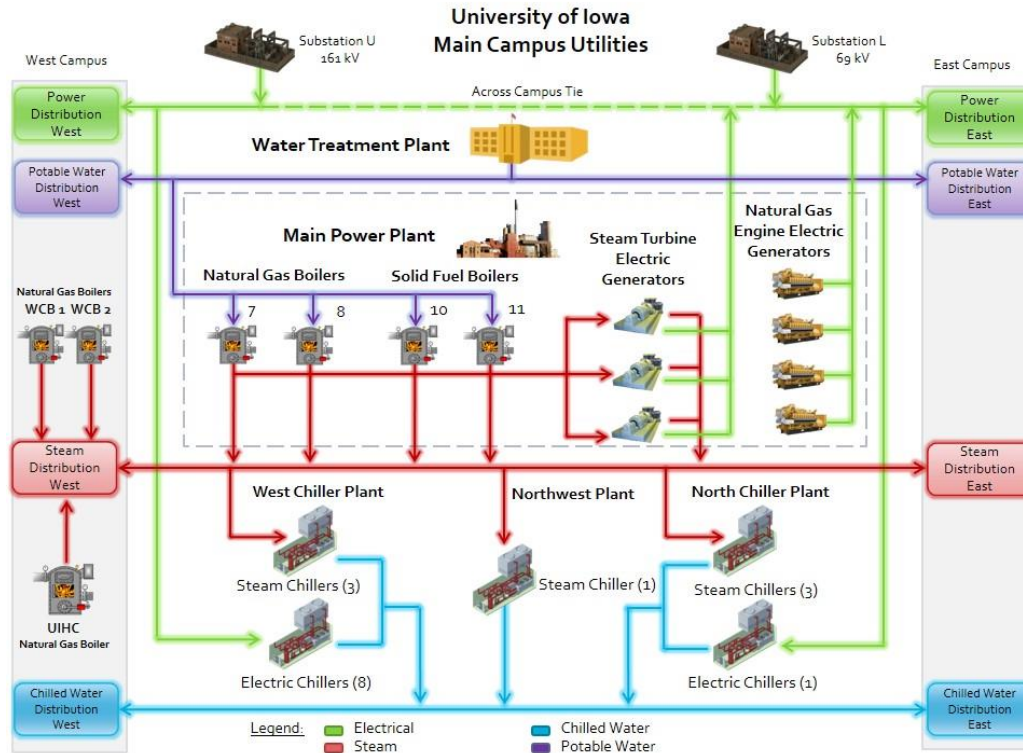 University of Iowa
Main Campus Utilities
Substation U
161 kV
Substation L
69 kV
West Campus
East Campus
Across Campus Tie
Power
Distribution
West
Power
Distribution
East
Water Treatment Plant
Potable Water
Distribution
West
Potable Water
Distribution
East
Main Power Plant
Steam Turbine
Electric
Generators
Natural Gas
Engine Electric
Generators
Natural Gas Boilers
Solid Fuel Boilers
7
8
10
11
Natural Gas Boilers
WCB 1 WCB 2
Steam
Distribution
West
Steam
Distribution
East
West Chiller Plant
Northwest Plant
North Chiller Plant
Steam Chillers (3)
Steam Chiller (1)
Steam Chillers (3)
UIHC
Natural Gas Boiler
Electric Chillers (8)
Electric Chillers (1)
Chilled Water
Distribution
West
Chilled Water
Distribution
East
Legend:
Electrical
Chilled Water
Steam
Potable Water